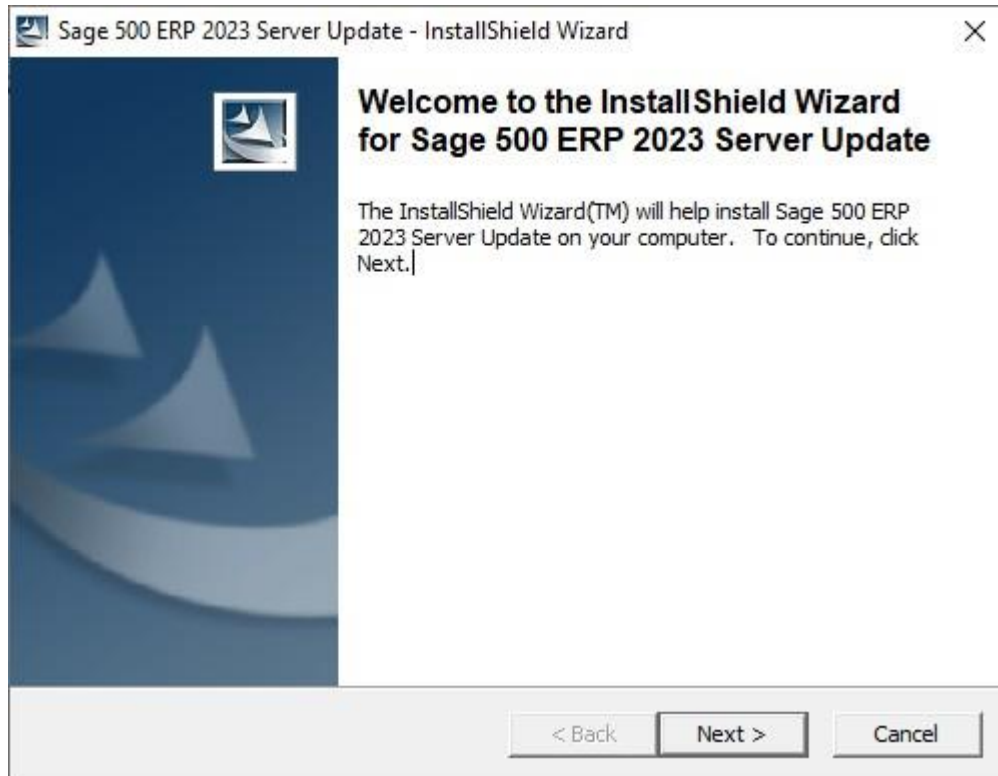 Sage 500 ERP 2023 Server Update - InstallShield Wizard
Welcome to the InstallShield Wizard
for Sage 500 ERP 2023 Server Update
The InstallShield Wizard(TM) will help install Sage 500 ERP
2023 Server Update on your computer. To continue, click
Next.
< Back Next > Cancel